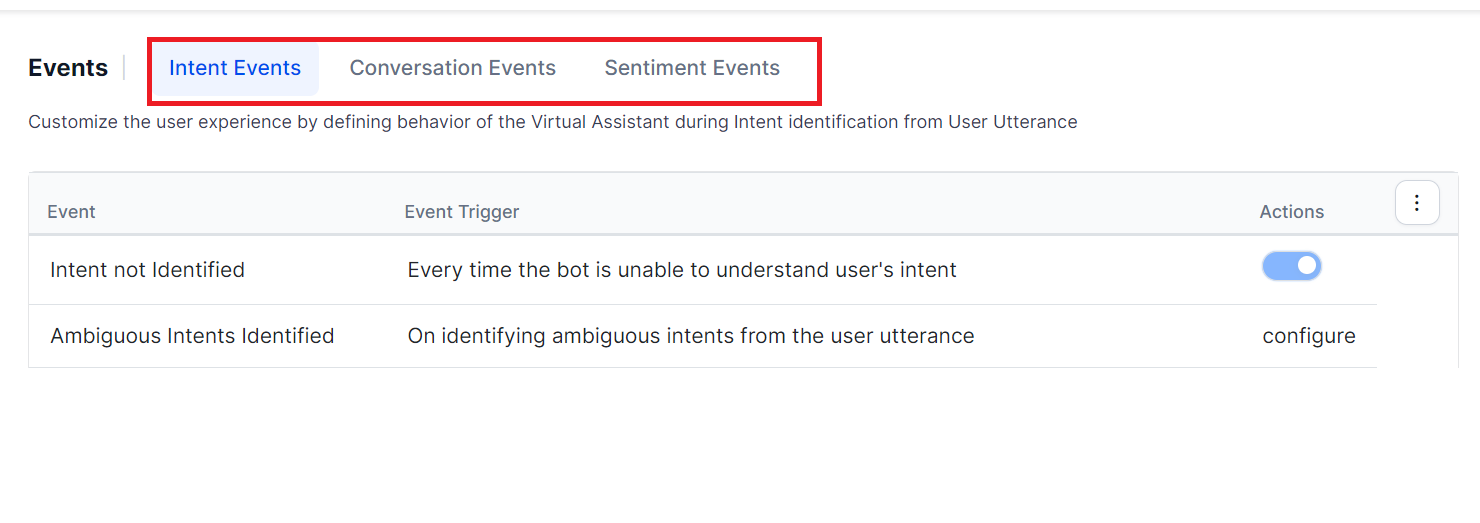 Events Intent Events Conversation Events Sentiment Events
Customize the user experience by defining behavior of the Virtual Assistant during Intent identification from User Utterance
Event Event Trigger Actions
Intent not Identified Every time the bot is unable to understand user's intent
Ambiguous Intents Identified On identifying ambiguous intents from the user utterance configure